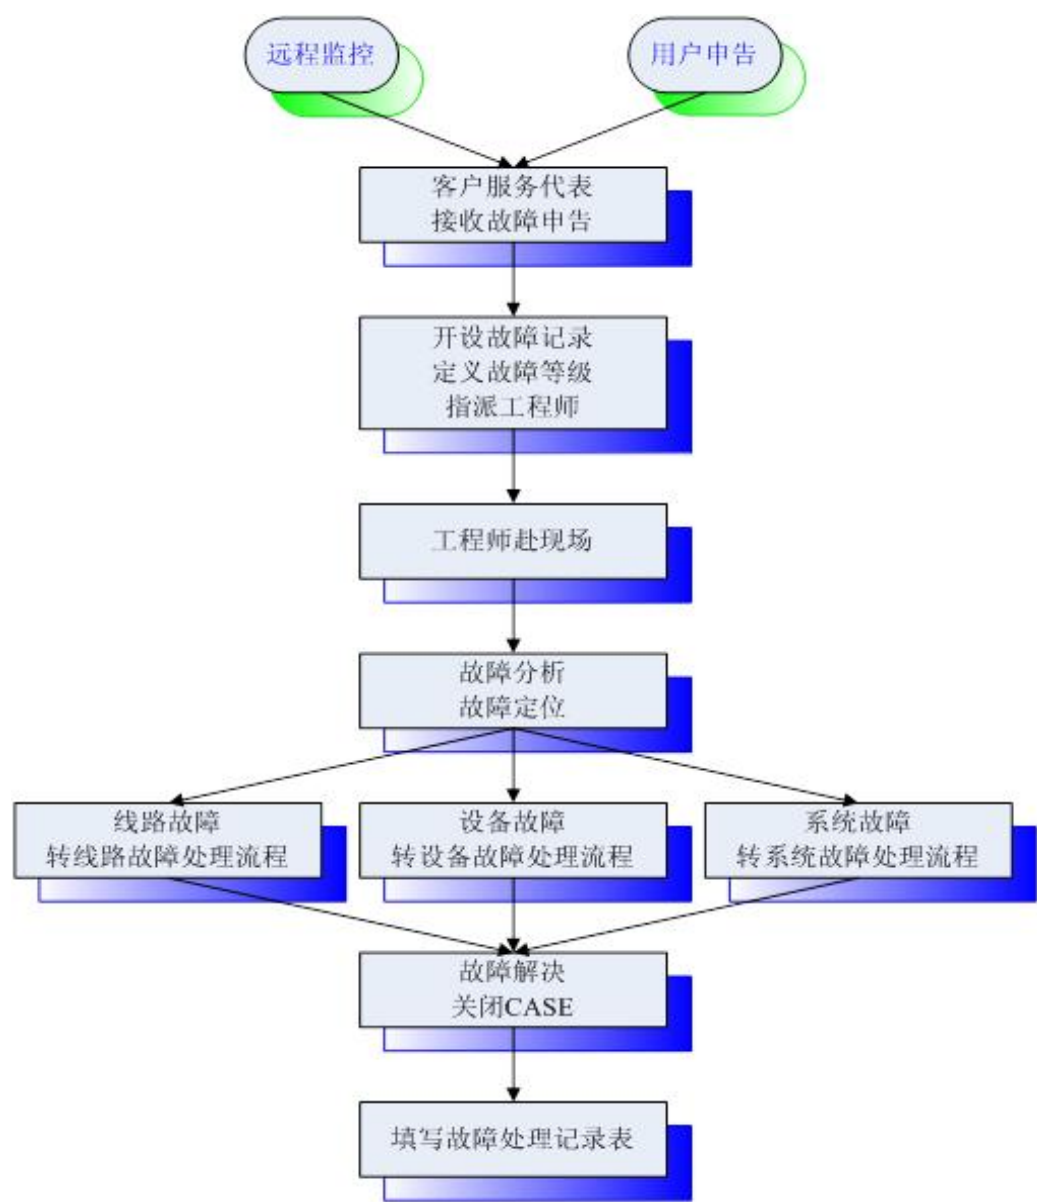 远程监控
用户申告
客户服务代表
接收故障申告
开设故障记录
定义故障等级
指派工程师
工程师赴现场
故障分析
故障定位
线路故障
转线路故障处理流程
设备故障
转设备故障处理流程
系统故障
转系统故障处理流程
故障解决
关闭CASE
填写故障处理记录表